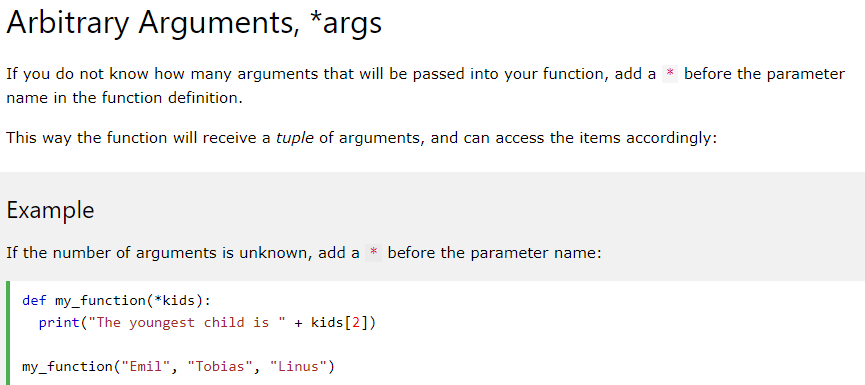 Arbitrary Arguments, *args
If you do not know how many arguments that will be passed into your function, add a * before the parameter
name in the function definition.
This way the function will receive a tuple of arguments, and can access the items accordingly:
Example
If the number of arguments is unknown, add a * before the parameter name:
def my_function(*kids):
  print("The youngest child is " + kids[2])
my_function("Emil", "Tobias", "Linus")